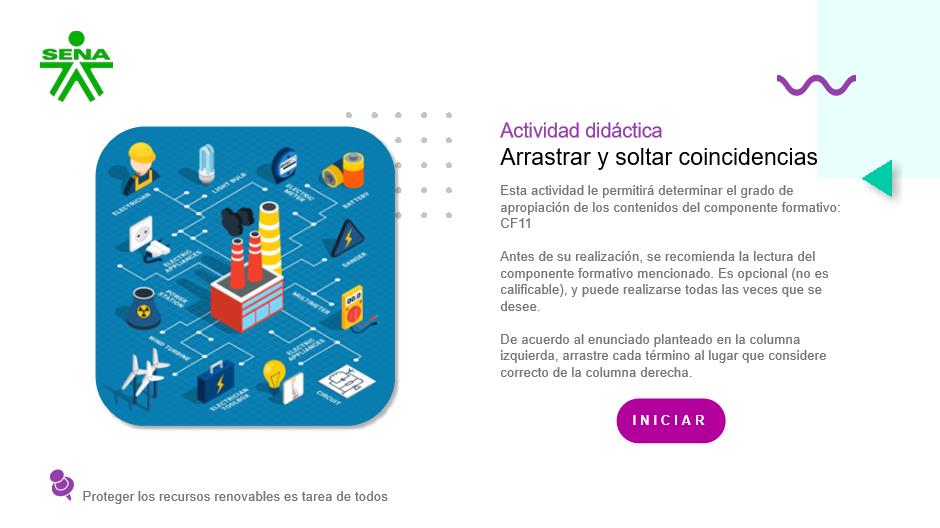 SENA
Actividad didáctica
Arrastrar y soltar coincidencias
Esta actividad le permitirá determinar el grado de
apropiación de los contenidos del componente formativo:
CF11
Antes de su realización, se recomienda la lectura del
componente formativo mencionado. Es opcional (no es
calificable), y puede realizarse todas las veces que se
desee.
De acuerdo al enunciado planteado en la columna
izquierda, arrastre cada término al lugar que considere
correcto de la columna derecha.
INICIAR
ELECTRICIAN
LIGHT BULB
ELECTRIC
METER
BATTERY
ELECTRIC
APPLIANCES
DANGER
POWER
STATION
MULTIMETER
00.0
WIND TURBINE
ELECTRIC
APPLIANCES
ELECTRICIAN
TOOLBOX
CIRCUIT
Proteger los recursos renovables es tarea de todos